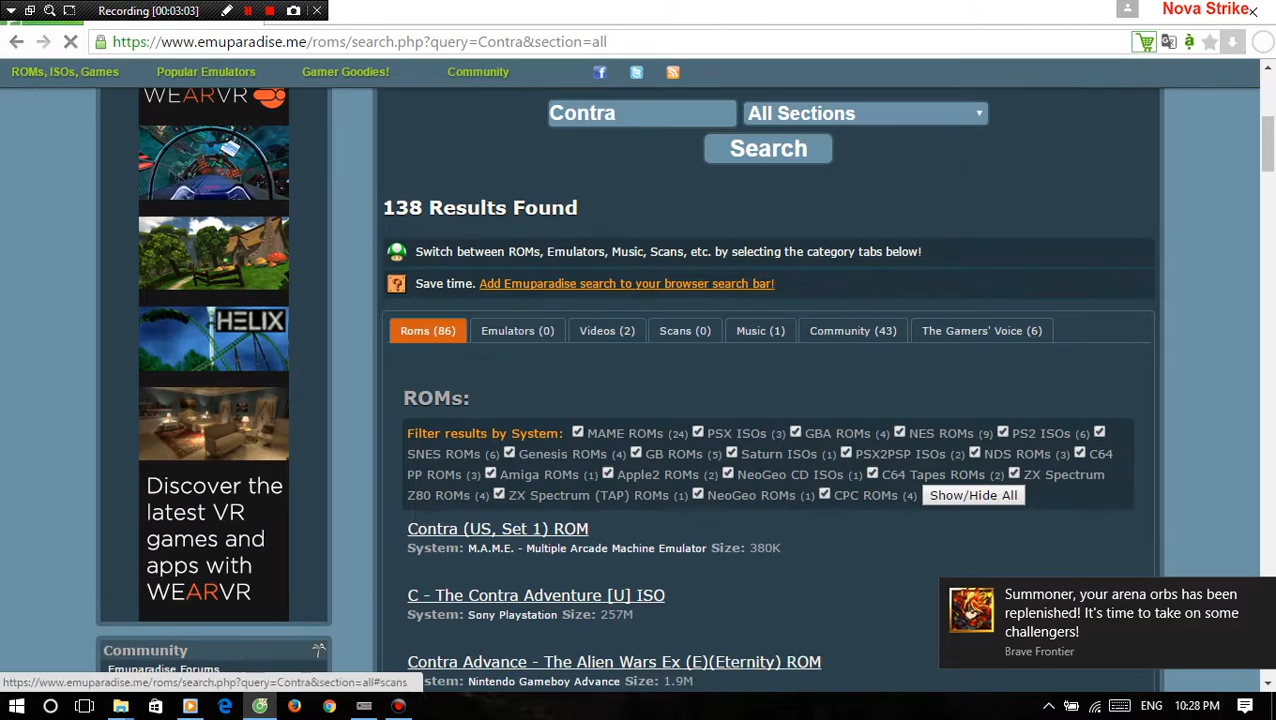 Recording [00:03:03]
Nova Strike
https://www.emuparadise.me/roms/search.php?query=Contra&section=all
ROMs, ISOs, Games Popular Emulators Gamer Goodies! Community
WEARVR
Contra All Sections
Search
138 Results Found
Switch between ROMs, Emulators, Music, Scans, etc. by selecting the category tabs below!
Save time. Add Emuparadise search to your browser search bar!
HELIX
Roms (86) Emulators (0) Videos (2) Scans (0) Music (1) Community (43) The Gamers' Voice (6)
ROMs:
Filter results by System: MAME ROMs (24) PSX ISOs (3) GBA ROMs (4) NES ROMs (9) PS2 ISOs (6)
SNES ROMs (6) Genesis ROMs (4) GB ROMs (5) Saturn ISOs (1) PSX2PSP ISOs (2) NDS ROMs (3) C64
PP ROMs (3) Amiga ROMs (1) Apple2 ROMs (2) NeoGeo CD ISOs (1) C64 Tapes ROMs (2) ZX Spectrum
Z80 ROMs (4) ZX Spectrum (TAP) ROMs (1) NeoGeo ROMs (1) CPC ROMs (4) Show/Hide All
Contra (US, Set 1) ROM
System: M.A.M.E. - Multiple Arcade Machine Emulator Size: 380K
C - The Contra Adventure [U] ISO
System: Sony Playstation Size: 257M
Contra Advance - The Alien Wars Ex (E)(Eternity) ROM
System: Nintendo Gameboy Advance Size: 1.9M
Discover the
latest VR
games and
apps with
WEARVR
Community
Emuparadise Forums
Summoner, your arena orbs has been
replenished! It's time to take on some
challengers!
Brave Frontier
https://www.emuparadise.me/roms/search.php?query=Contra&section=all#scans
ENG 10:28 PM